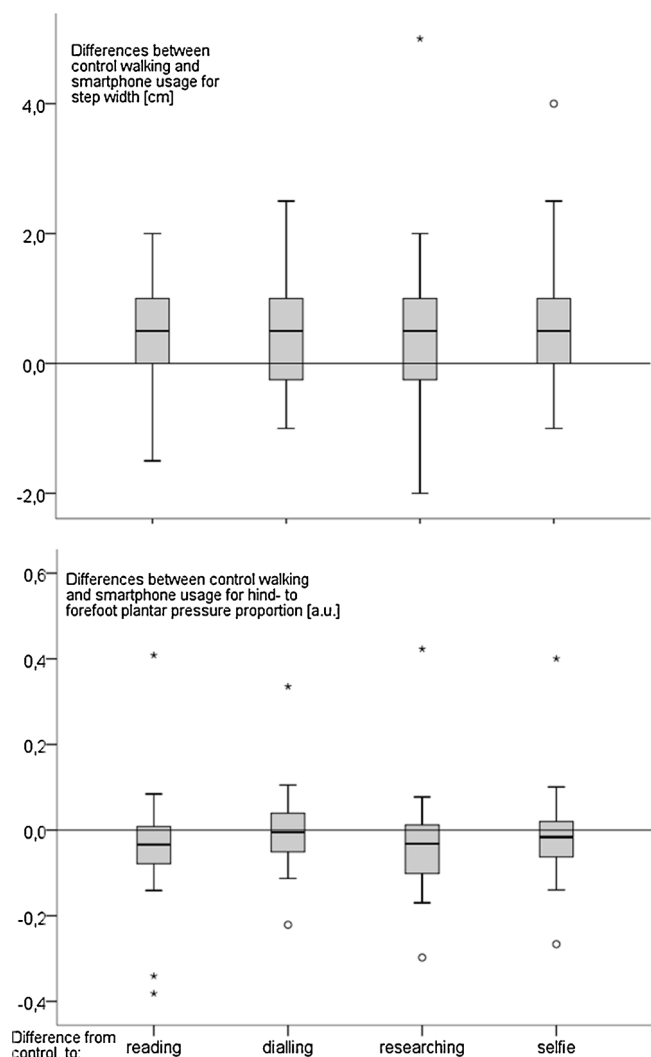 Differences between
control walking and
smartphone usage for
step width [cm]
4,0
2,0
0,0
-2,0
0,6
Differences between control walking
and smartphone usage for hind- to
forefoot plantar pressure proportion [a.u.]
0,4
0,2
0,0
-0,2
-0,4
Difference from
control to:
reading dialling researching selfie